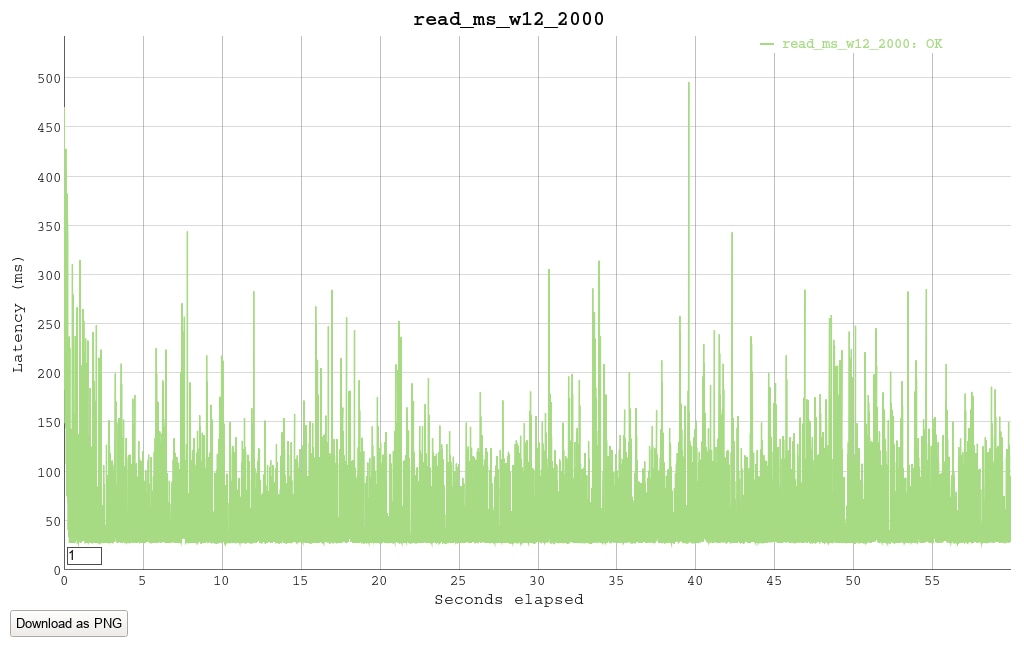 read_ms_w12_2000
read_ms_w12_2000: OK
500
450
400
350
300
250
200
150
100
50
0
Latency (ms)
1
0 5 10 15 20 25 30 35 40 45 50 55
Seconds elapsed
Download as PNG